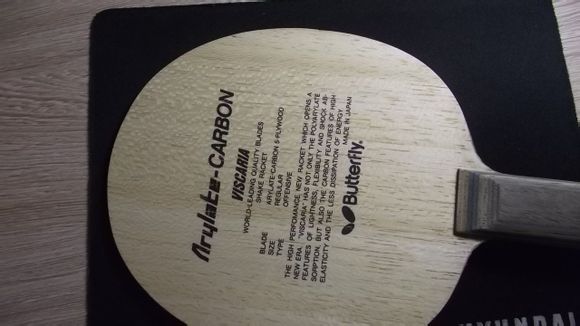 Arylate-CARBON
VISCARIA
WORLD-LEADING QUALITY BLADES
SHAKE RACKET
BLADE ARYLATE-CARBON 5-PLYWOOD
SIZE REGULAR
TYPE OFFENSIVE
THE HIGH PERFOMANCE NEW RACKET WHICH OPENS A
NEW ERA. "VISCARIA" HAS NOT ONLY THE POLYARYLATE
FEATURES OF LIGHTNESS, FLEXIBILITY AND SHOCK AB-
SORPTION, BUT ALSO THE CARBON FEATURES OF HIGH
ELASTICITY AND THE LESS DISSIPATION OF ENERGY
MADE IN JAPAN
Butterfly.